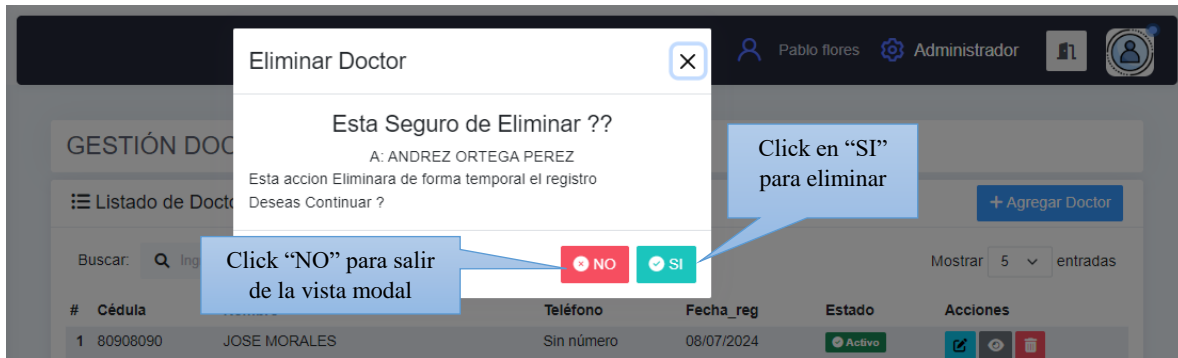 Eliminar Doctor
Pablo flores
Administrador
Esta Seguro de Eliminar ??
A: ANDREZ ORTEGA PEREZ
Esta accion Eliminara de forma temporal el registro
Deseas Continuar ?
Click en “SI”
para eliminar
GESTIÓN DOC
Listado de Docto
+ Agregar Doctor
Click “NO” para salir
de la vista modal
NO
SI
Buscar:
Ing
Mostrar 5 entradas
# Cédula Teléfono Fecha_reg Estado Acciones
1 80908090 JOSE MORALES Sin número 08/07/2024 Activo